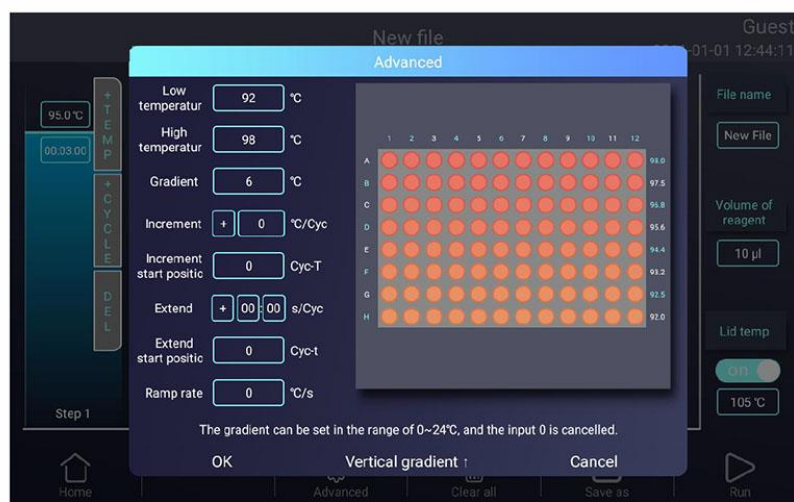 New file
Guest
-01-01 12:44:11
Advanced
95.0℃
00:03:00
+TEMP
+CYCLE
DEL
Step 1
Low temperatur
92
℃
High temperatur
98
℃
Gradient
6
℃
Increment
+
0
℃/Cyc
Increment start positic
0
Cyc-T
Extend
+
00:00
s/Cyc
Extend start positic
0
Cyc-t
Ramp rate
0
℃/s
1 2 3 4 5 6 7 8 9 10 11 12
A 98.0
B 97.5
C 96.8
D 95.6
E 94.4
F 93.2
G 92.5
H 92.0
The gradient can be set in the range of 0~24℃, and the input 0 is cancelled.
OK
Vertical gradient ↑
Cancel
File name
New File
Volume of reagent
10 μl
Lid temp
on
105 ℃
Home
Advanced
Clear all
Save as
Run